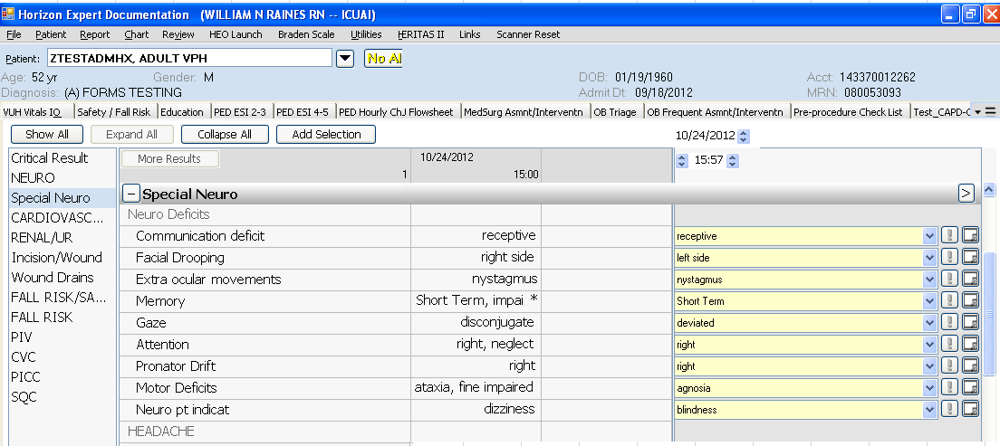 Horizon Expert Documentation (WILLIAM N RAINES RN -- ICUAI)
File Patient Report Chart Review HEO Launch Braden Scale Utilities HERITAS II Links Scanner Reset
Patient: ZTESTADMHX, ADULT VPH No Al
Age: 52 yr Gender: M DOB: 01/19/1960 Acct: 143370012262
Diagnosis: (A) FORMS TESTING Admit Dt: 09/18/2012 MRN: 080053093
VUH Vitals IO Safety / Fall Risk Education PED ESI 2-3 PED ESI 4-5 PED Hourly ChJ Flowsheet MedSurg Asmnt/Interventn OB Triage OB Frequent Asmnt/Interventn Pre-procedure Check List Test_CAPD-C
Show All Expand All Collapse All Add Selection 10/24/2012
Critical Result More Results 10/24/2012 15:57
NEURO 1 15:00
Special Neuro − Special Neuro >
CARDIOVASC... Neuro Deficits
RENAL/UR Communication deficit receptive receptive !
Incision/Wound Facial Drooping right side left side !
Wound Drains Extra ocular movements nystagmus nystagmus !
FALL RISK/SA... Memory Short Term, impai * Short Term !
FALL RISK Gaze disconjugate deviated !
PIV Attention right, neglect right !
CVC Pronator Drift right right !
PICC Motor Deficits ataxia, fine impaired agnosia !
SQC Neuro pt indicat dizziness blindness !
HEADACHE